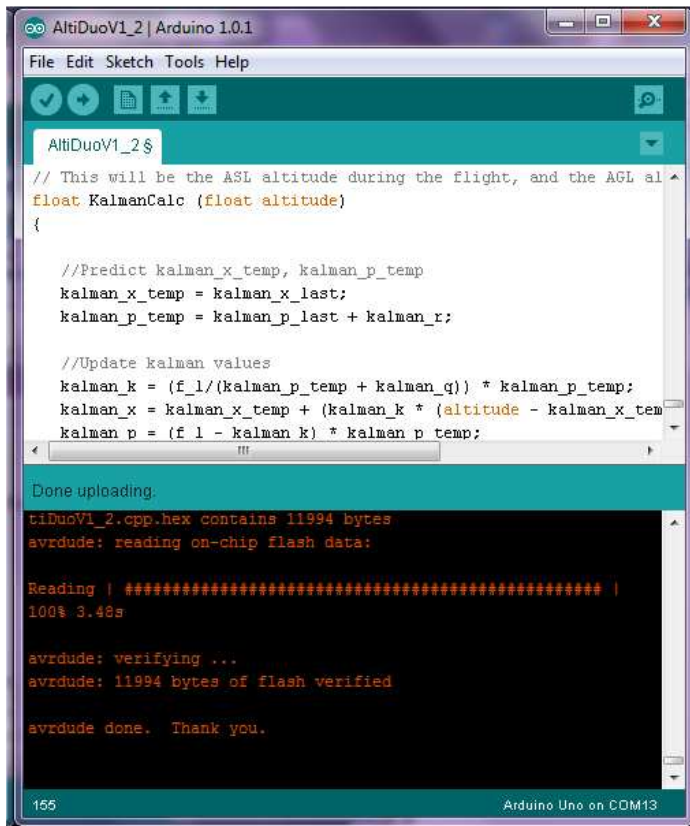 AltiDuoV1_2 | Arduino 1.0.1
File Edit Sketch Tools Help
AltiDuoV1_2 §
// This will be the ASL altitude during the flight, and the AGL al
float KalmanCalc (float altitude)
{
//Predict kalman_x_temp, kalman_p_temp
kalman_x_temp = kalman_x_last;
kalman_p_temp = kalman_p_last + kalman_r;
//Update kalman values
kalman_k = (f_1/(kalman_p_temp + kalman_q)) * kalman_p_temp;
kalman_x = kalman_x_temp + (kalman_k * (altitude - kalman_x_tem
kalman_p = (f_1 - kalman_k) * kalman_p_temp;
Done uploading.
tiDuoV1_2.cpp.hex contains 11994 bytes
avrdude: reading on-chip flash data:
Reading | ################################################## |
100% 3.48s
avrdude: verifying ...
avrdude: 11994 bytes of flash verified
avrdude done.  Thank you.
155
Arduino Uno on COM13